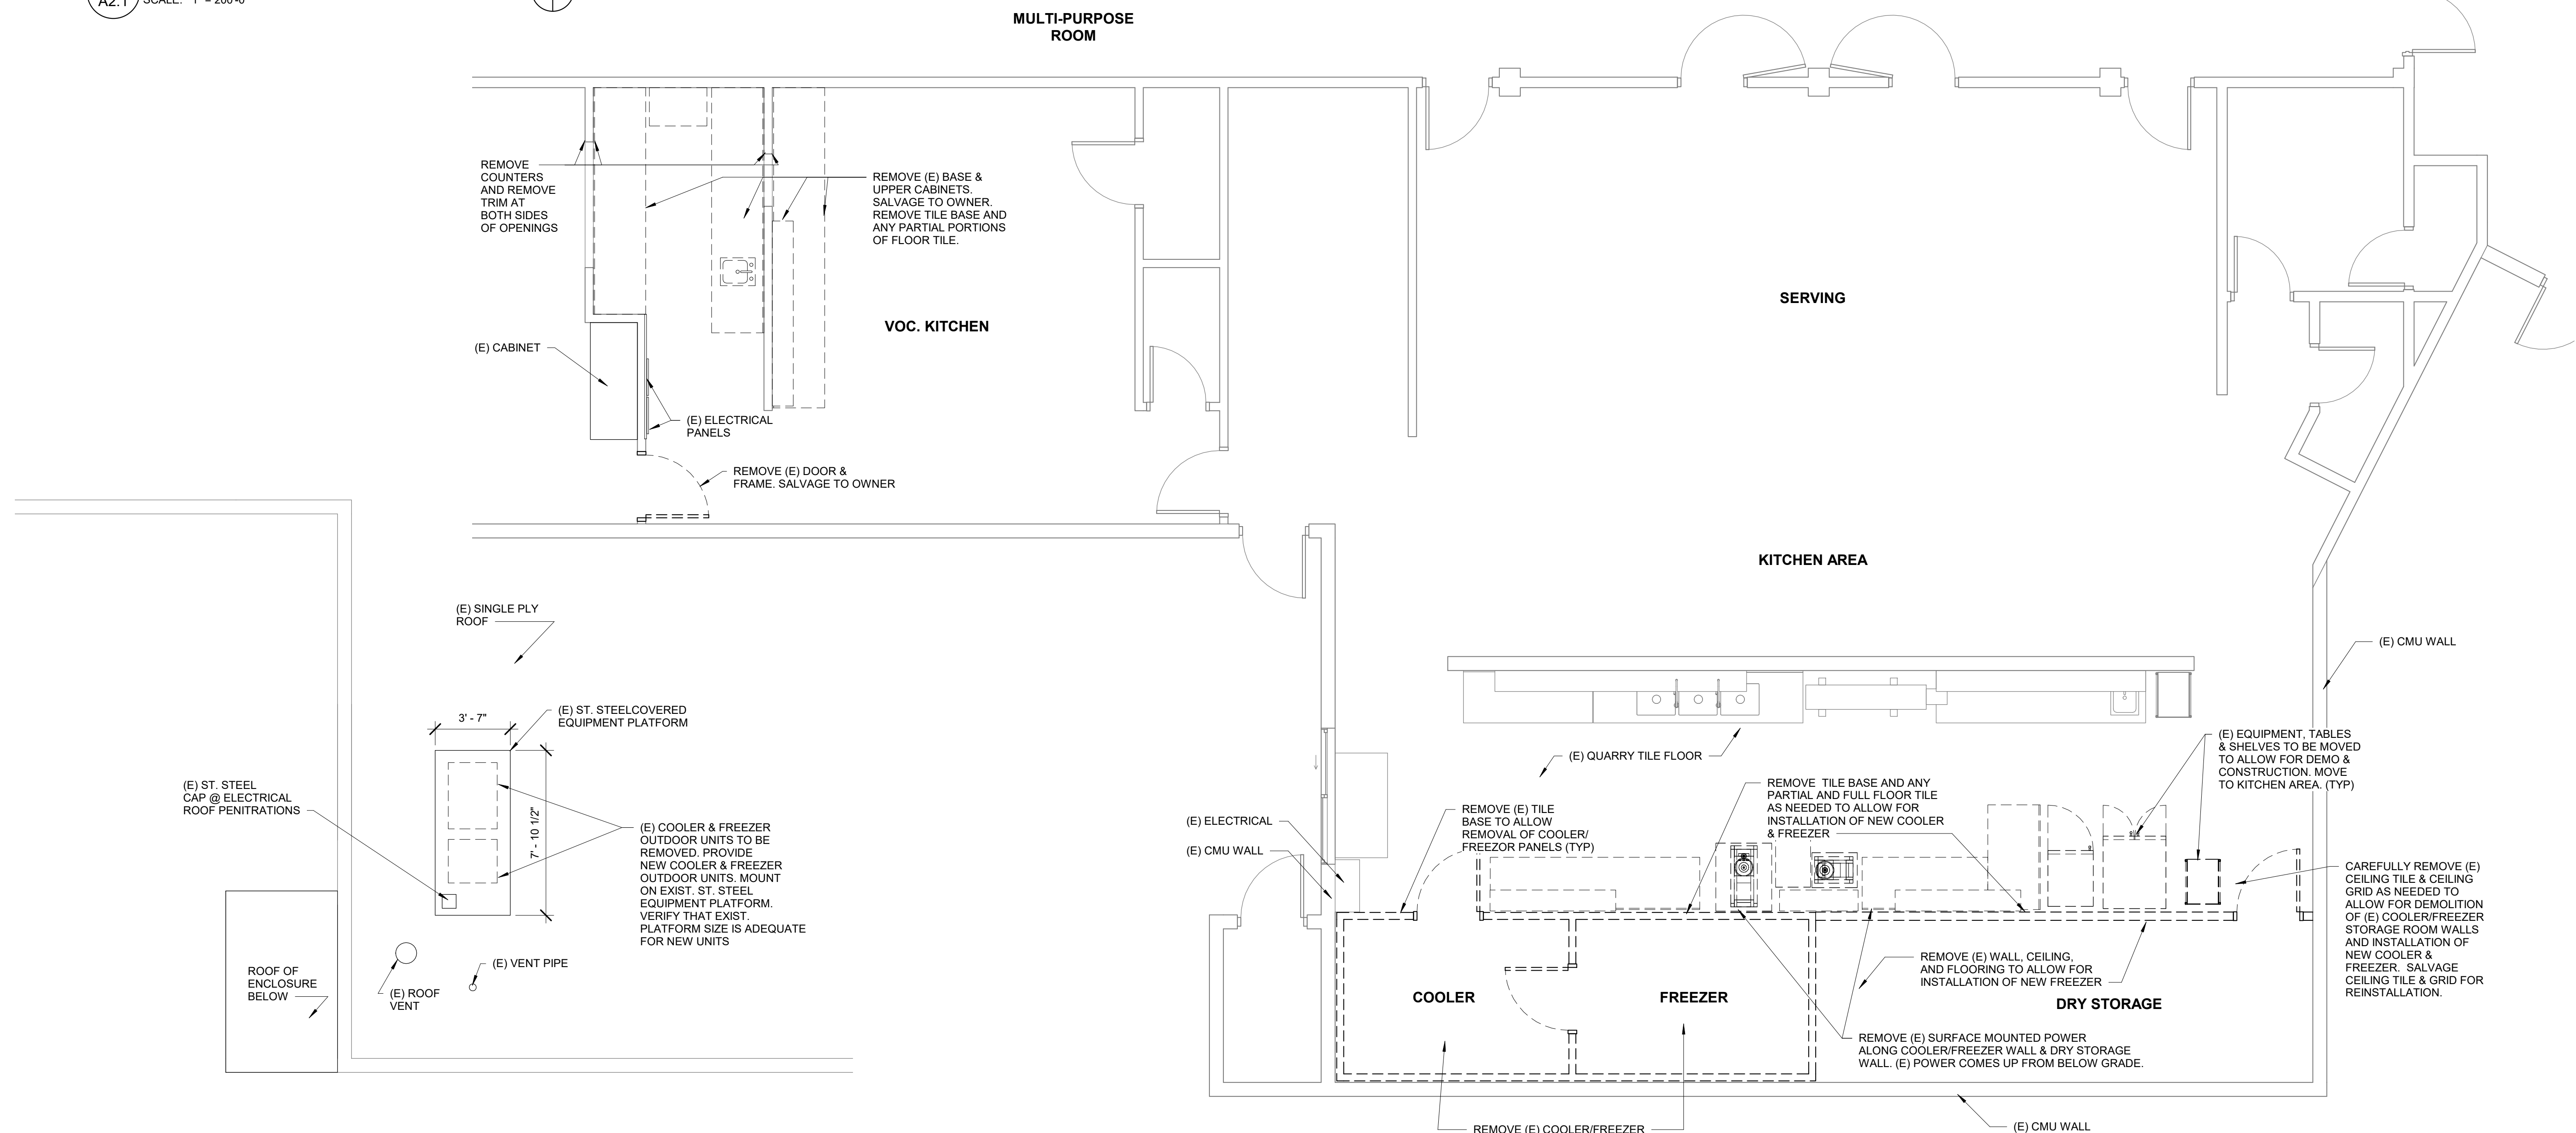 A2.1
SCALE: 1" = 200'-0"
MULTI-PURPOSE
ROOM
REMOVE
COUNTERS
AND REMOVE
TRIM AT
BOTH SIDES
OF OPENINGS
REMOVE (E) BASE &
UPPER CABINETS.
SALVAGE TO OWNER.
REMOVE TILE BASE AND
ANY PARTIAL PORTIONS
OF FLOOR TILE.
SERVING
VOC. KITCHEN
(E) CABINET
(E) ELECTRICAL
PANELS
REMOVE (E) DOOR &
FRAME. SALVAGE TO OWNER
KITCHEN AREA
(E) SINGLE PLY
ROOF
(E) CMU WALL
3' - 7"
(E) ST. STEELCOVERED
EQUIPMENT PLATFORM
7' - 10 1/2"
(E) ST. STEEL
CAP @ ELECTRICAL
ROOF PENITRATIONS
(E) COOLER & FREEZER
OUTDOOR UNITS TO BE
REMOVED. PROVIDE
NEW COOLER & FREEZER
OUTDOOR UNITS. MOUNT
ON EXIST. ST. STEEL
EQUIPMENT PLATFORM.
VERIFY THAT EXIST.
PLATFORM SIZE IS ADEQUATE
FOR NEW UNITS
(E) QUARRY TILE FLOOR
(E) EQUIPMENT, TABLES
& SHELVES TO BE MOVED
TO ALLOW FOR DEMO &
CONSTRUCTION. MOVE
TO KITCHEN AREA. (TYP)
REMOVE TILE BASE AND ANY
PARTIAL AND FULL FLOOR TILE
AS NEEDED TO ALLOW FOR
INSTALLATION OF NEW COOLER
& FREEZER
REMOVE (E) TILE
BASE TO ALLOW
REMOVAL OF COOLER/
FREEZOR PANELS (TYP)
(E) ELECTRICAL
(E) CMU WALL
CAREFULLY REMOVE (E)
CEILING TILE & CEILING
GRID AS NEEDED TO
ALLOW FOR DEMOLITION
OF (E) COOLER/FREEZER
STORAGE ROOM WALLS
AND INSTALLATION OF
NEW COOLER &
FREEZER. SALVAGE
CEILING TILE & GRID FOR
REINSTALLATION.
ROOF OF
ENCLOSURE
BELOW
(E) ROOF
VENT
(E) VENT PIPE
REMOVE (E) WALL, CEILING,
AND FLOORING TO ALLOW FOR
INSTALLATION OF NEW FREEZER
COOLER
FREEZER
DRY STORAGE
REMOVE (E) SURFACE MOUNTED POWER
ALONG COOLER/FREEZER WALL & DRY STORAGE
WALL. (E) POWER COMES UP FROM BELOW GRADE.
REMOVE (E) COOLER/FREEZER
(E) CMU WALL